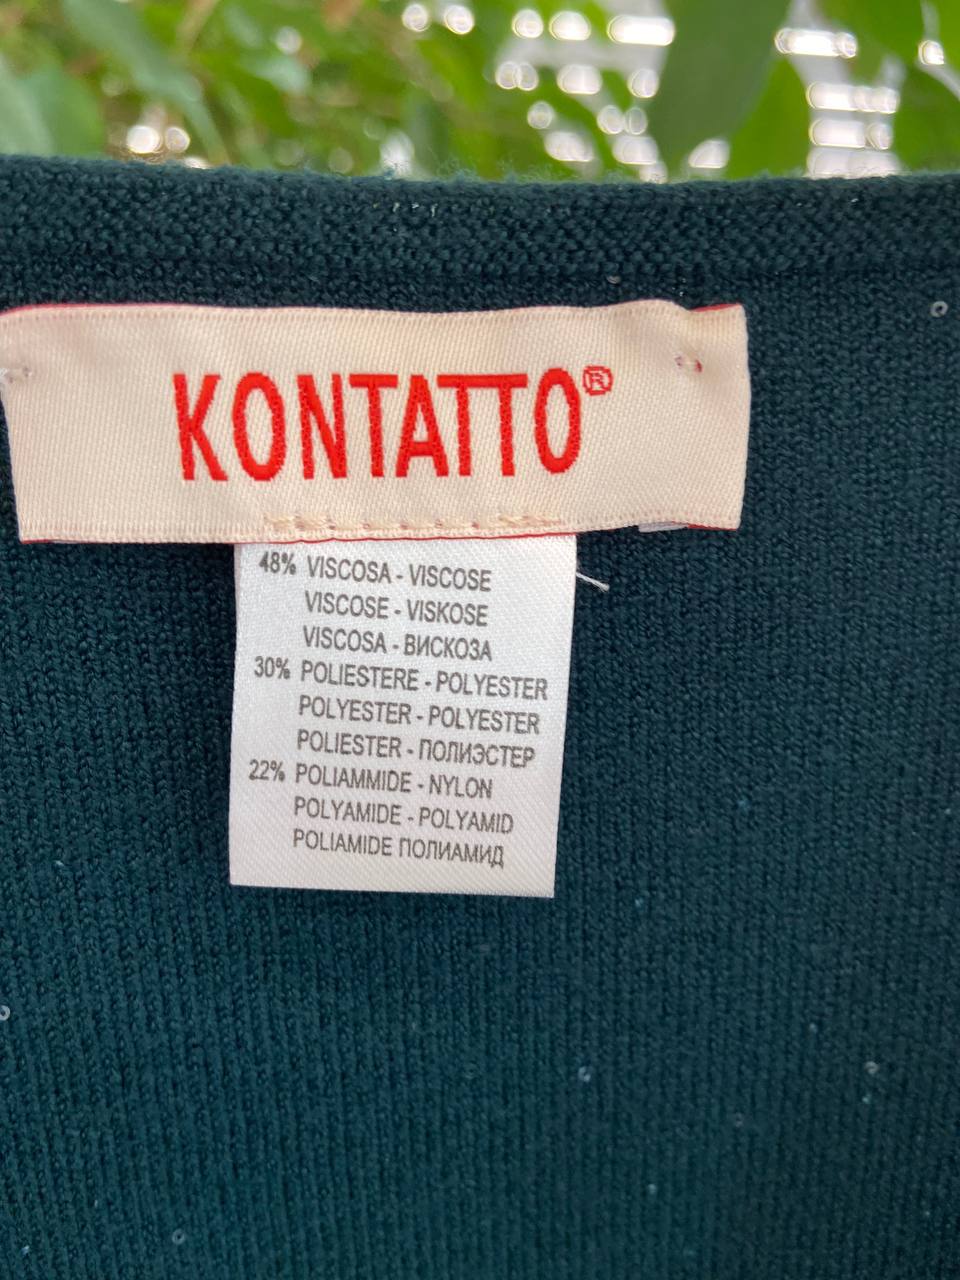 KONTATTO®
48% VISCOSA - VISCOSE
VISCOSE - VISKOSE
VISCOSA - ВИСКОЗА
30% POLIESTERE - POLYESTER
POLYESTER - POLYESTER
POLIESTER - ПОЛИЭСТЕР
22% POLIAMMIDE - NYLON
POLYAMIDE - POLYAMID
POLIAMIDE ПОЛИАМИД